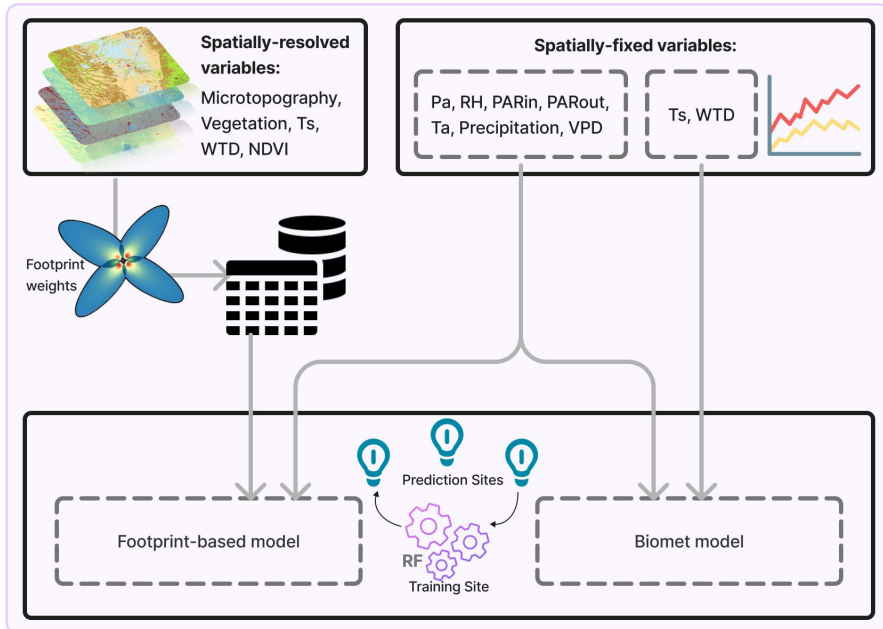 Spatially-resolved
variables:
Microtopography,
Vegetation, Ts,
WTD, NDVI
Spatially-fixed variables:
Pa, RH, PARin, PARout,
Ta, Precipitation, VPD
Ts, WTD
Footprint
weights
Prediction Sites
Footprint-based model
RF
Training Site
Biomet model